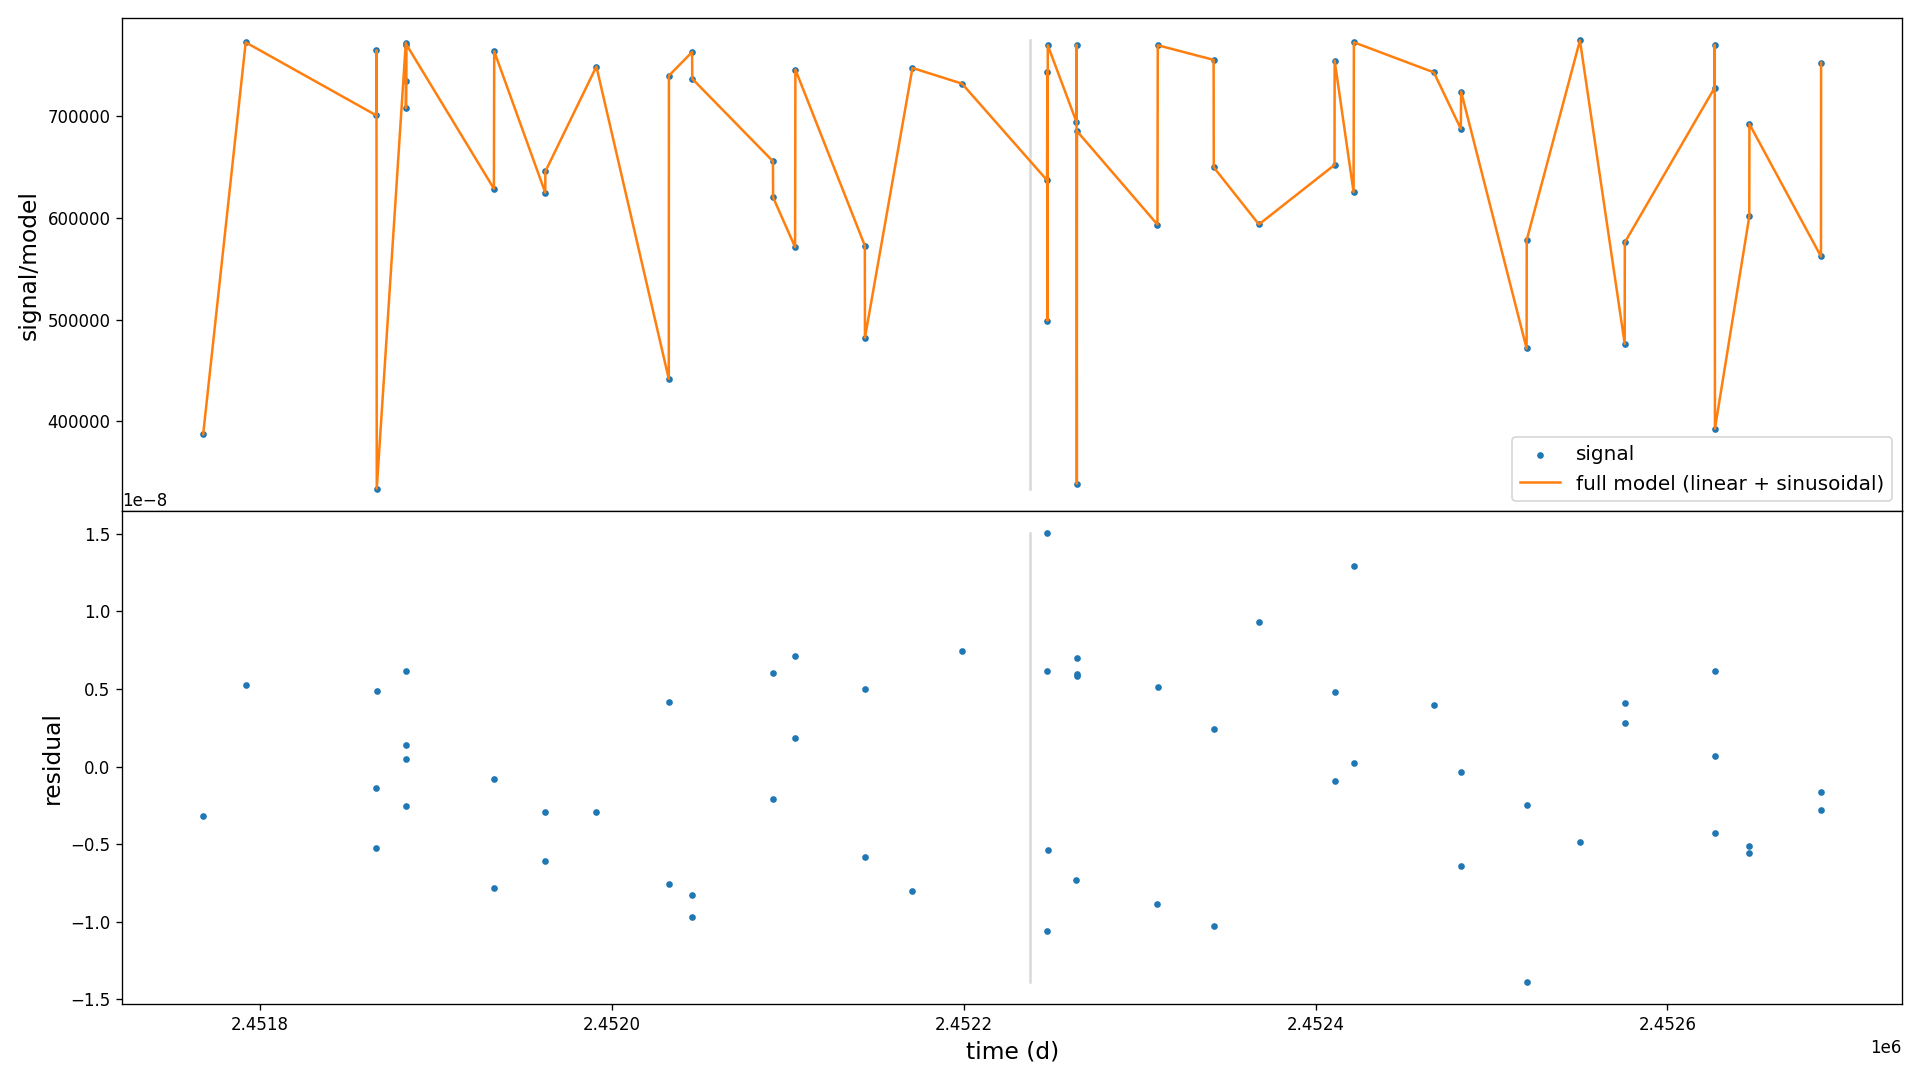 signal/model
700000
600000
500000
400000
signal
full model (linear + sinusoidal)
1e−8
residual
1.5
1.0
0.5
0.0
−0.5
−1.0
−1.5
2.4518
2.4520
2.4522
2.4524
2.4526
time (d)
1e6